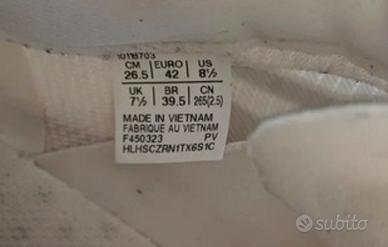 1011B703
CM EURO US
26.5 42 8½
UK BR CN
7½ 39.5 265(2.5)
MADE IN VIETNAM
FABRIQUE AU VIETNAM
F450323 PV
HLHSCZRN1TX6S1C
subito